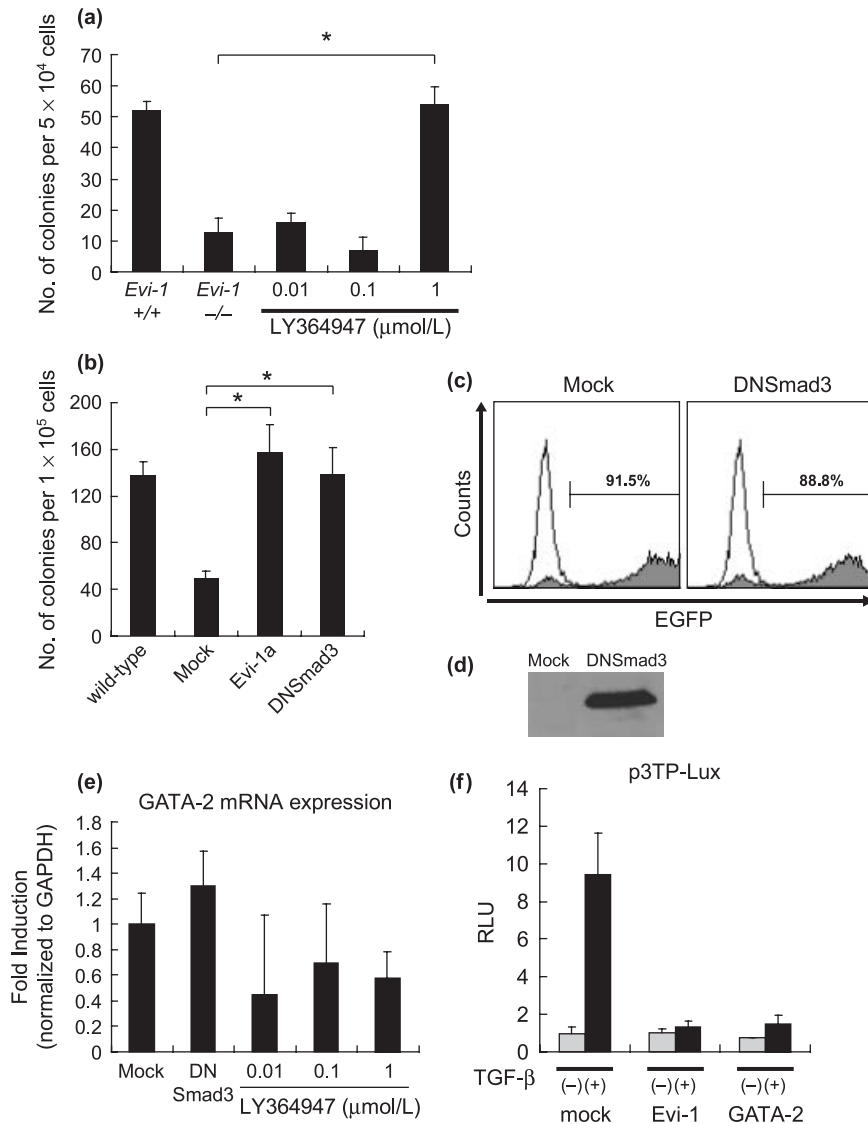 (a)
No. of colonies per 5 × 10⁴ cells
70
60
50
40
30
20
10
0
*
Evi-1 +/+
Evi-1 –/–
0.01
0.1
1
LY364947 (μmol/L)
(b)
No. of colonies per 1 × 10⁵ cells
200
160
120
80
40
0
*
*
wild-type
Mock
Evi-1a
DNSmad3
(c)
Mock
DNSmad3
Counts
91.5%
88.8%
EGFP
(d)
Mock
DNSmad3
(e)
GATA-2 mRNA expression
Fold Induction
(normalized to GAPDH)
1.8
1.6
1.4
1.2
1
0.8
0.6
0.4
0.2
0
Mock
DN
Smad3
0.01
0.1
1
LY364947 (μmol/L)
(f)
p3TP-Lux
RLU
14
12
10
8
6
4
2
0
TGF-β
(–)(+)
(–)(+)
(–)(+)
mock
Evi-1
GATA-2